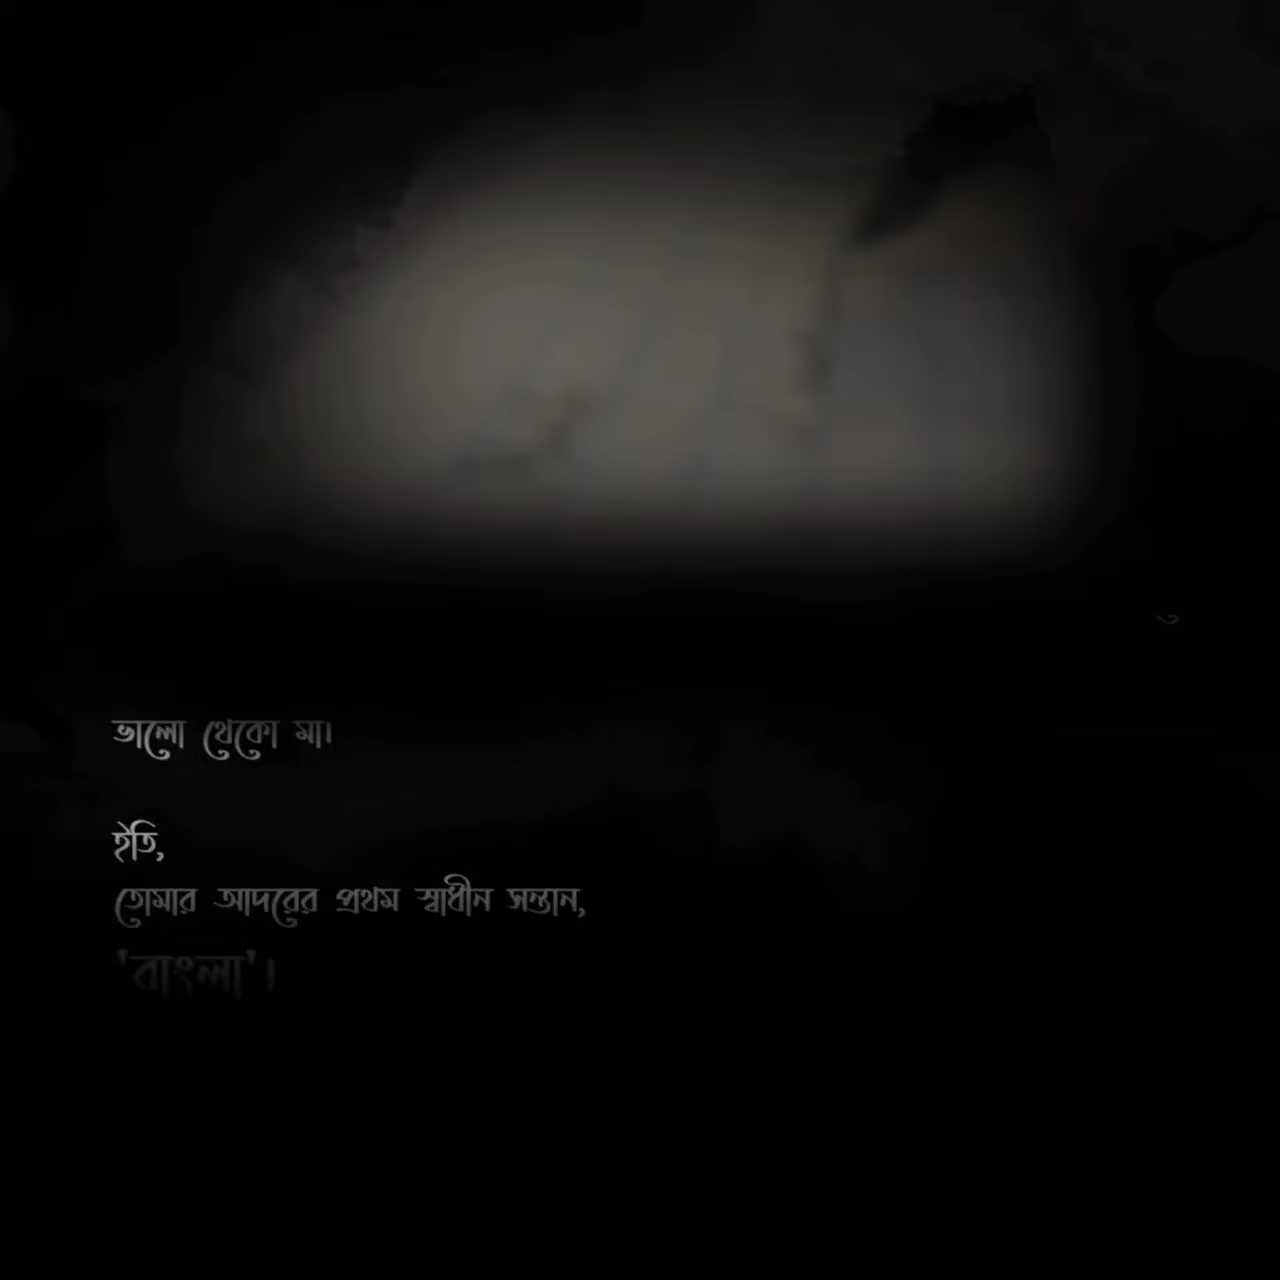 ভালো থেকো মা।
ইতি,
তোমার আদরের প্রথম স্বাধীন সন্তান,
'বাংলা'।